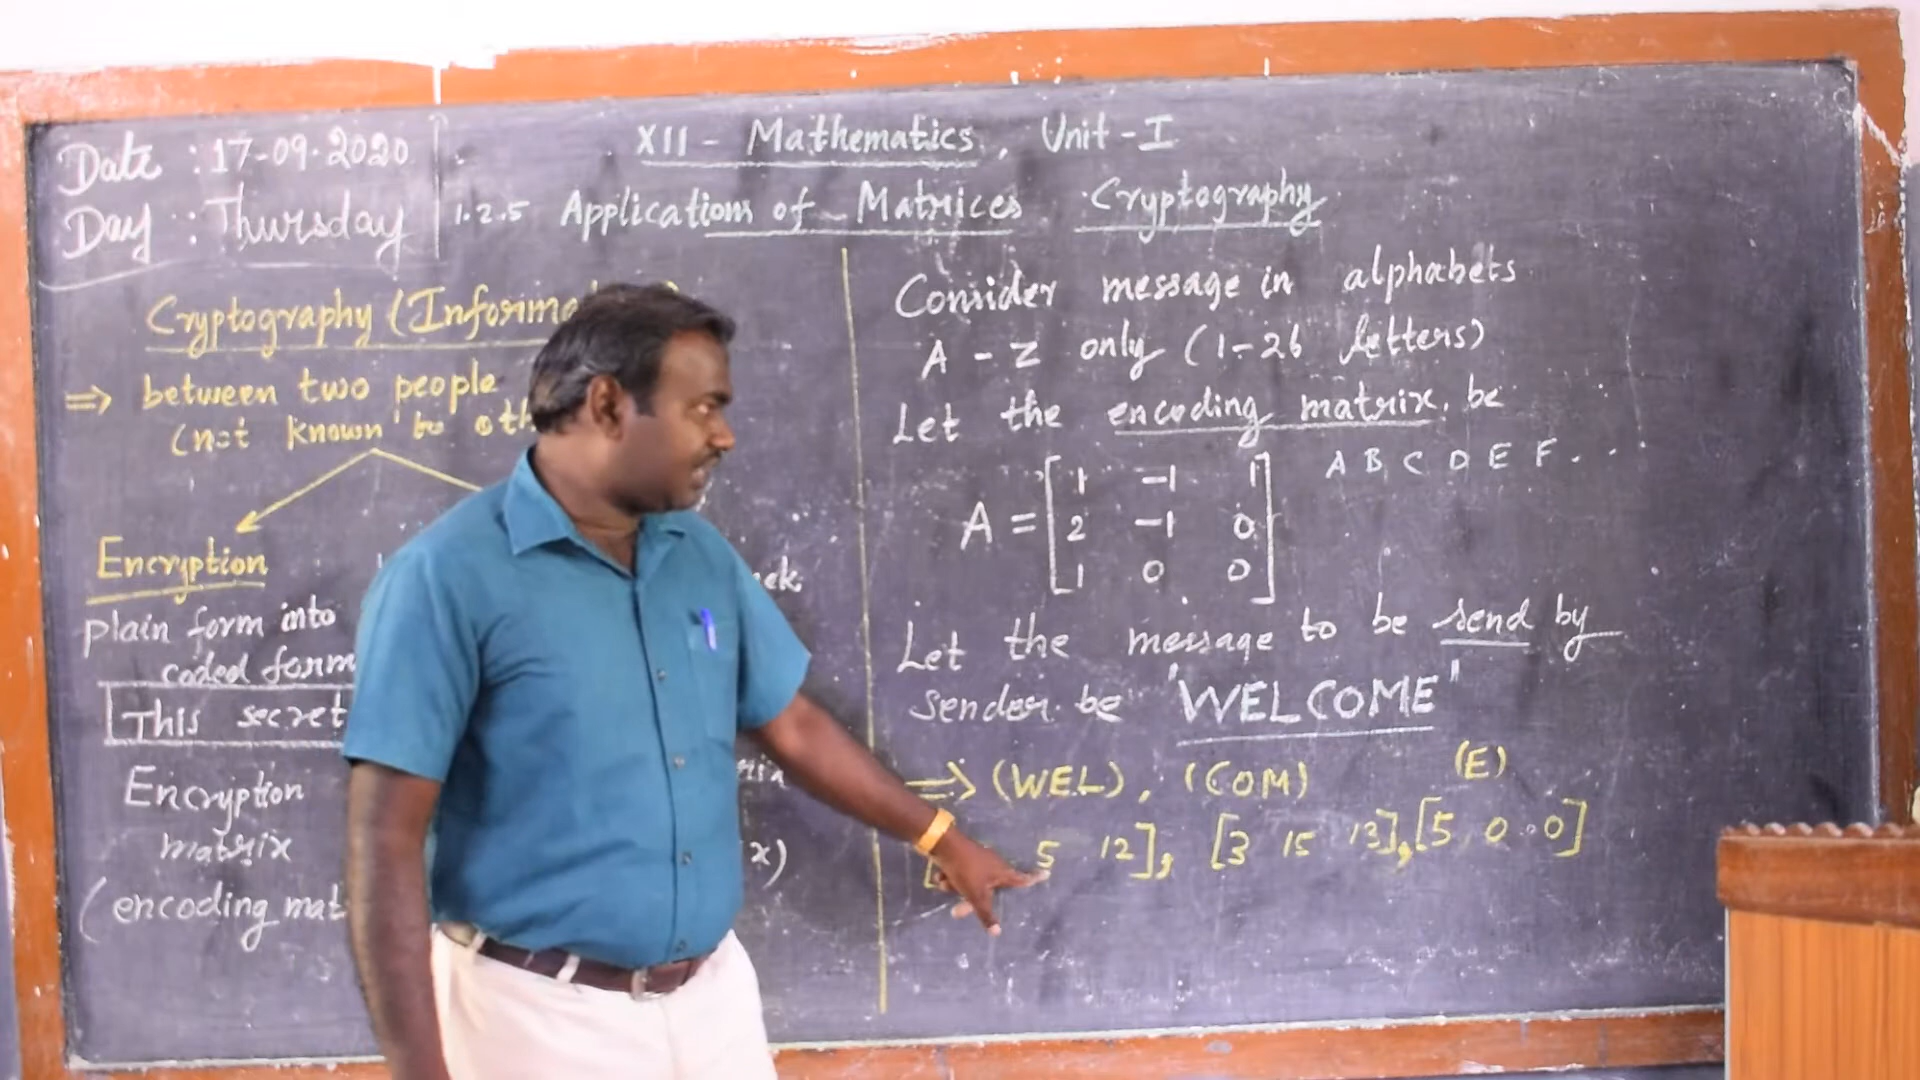 Date : 17-09-2020
Day : Thursday
XII - Mathematics, Unit - I
1.2.5 Applications of Matrices Cryptography
Cryptography (Informa
⇒ between two people
(not known to oth
Encryption
plain form into
coded form
This secret
Encryption
matrix
(encoding mat
x)
Consider message in alphabets
A - Z only (1-26 letters)
Let the encoding matrix be
A B C D E F . . .
A = [1 -1 1
2 -1 0
1 0 0]
Let the message to be send by
sender be "WELCOME"
⇒ (WEL), (COM) (E)
[ 5 12], [3 15 13], [5 0 0]